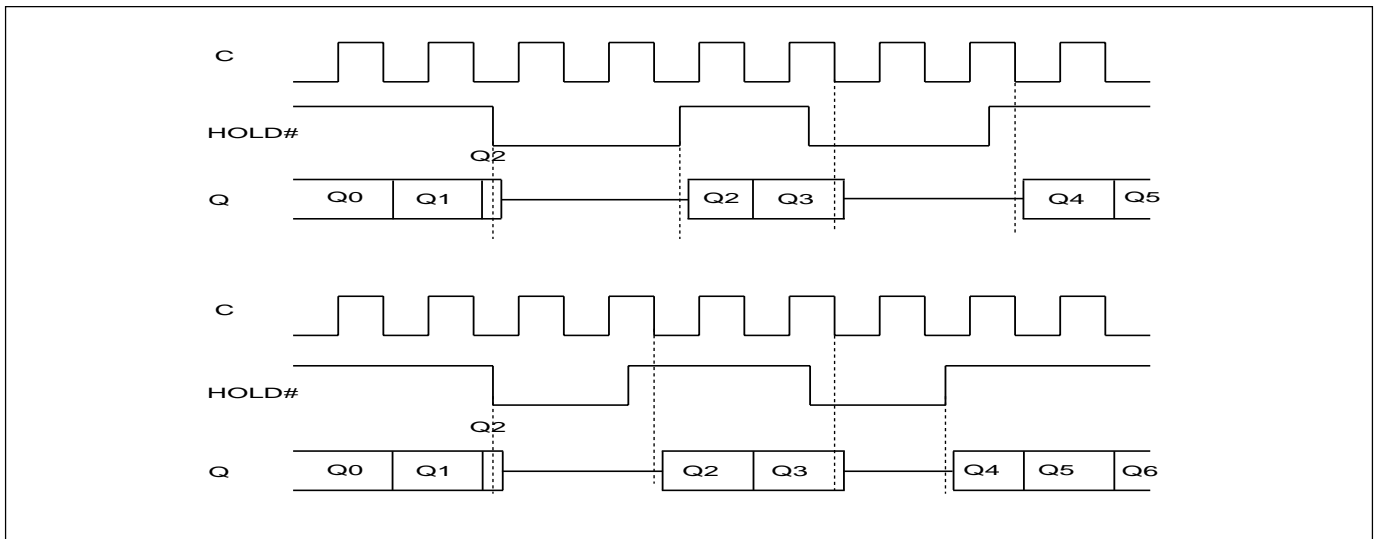 C
HOLD#
Q2
Q Q0 Q1 Q2 Q3 Q4 Q5
C
HOLD#
Q2
Q Q0 Q1 Q2 Q3 Q4 Q5 Q6